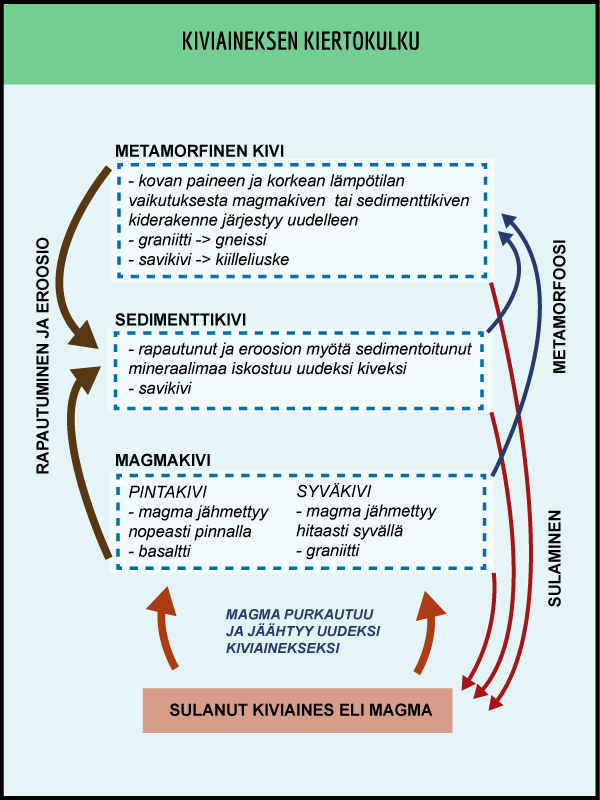 KIVIAINEKSEN KIERTOKULKU
METAMORFINEN KIVI
- kovan paineen ja korkean lämpötilan
vaikutuksesta magmakiven tai sedimenttikiven
kiderakenne järjestyy uudelleen
- graniitti -> gneissi
- savikivi -> kiilleliuske
RAPAUTUMINEN JA EROOSIO
METAMORFOOSI
SEDIMENTTIKIVI
- rapautunut ja eroosion myötä sedimentoitunut
mineraalimaa iskostuu uudeksi kiveksi
- savikivi
MAGMAKIVI
PINTAKIVI
- magma jähmettyy
nopeasti pinnalla
- basaltti
SYVÄKIVI
- magma jähmettyy
hitaasti syvällä
- graniitti
SULAMINEN
MAGMA PURKAUTUU
JA JÄÄHTYY UUDEKSI
KIVIAINEKSEKSI
SULANUT KIVIAINES ELI MAGMA